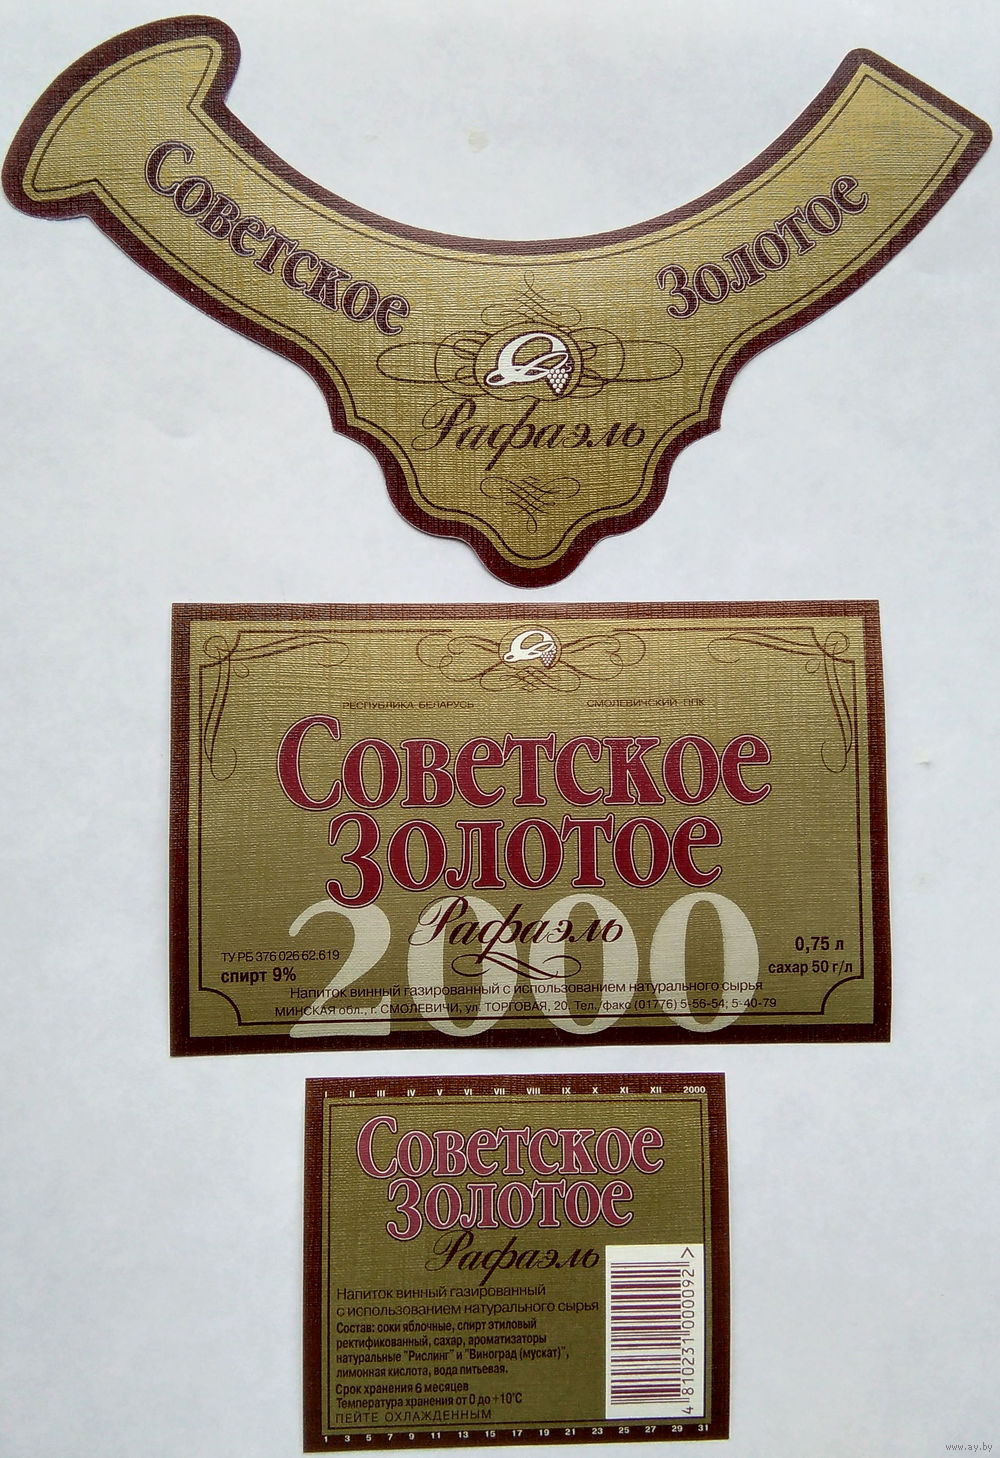 Советское Золотое
Рафаэль
РЕСПУБЛИКА БЕЛАРУСЬ СМОЛЕВИЧСКИЙ ППК
Советское
Золотое
2000
Рафаэль
ТУ РБ 376 026 62.619
спирт 9%
0,75 л
сахар 50 г/л
Напиток винный газированный с использованием натурального сырья
МИНСКАЯ обл., г. СМОЛЕВИЧИ, ул. ТОРГОВАЯ, 20. Тел./факс (01776) 5-56-54; 5-40-79
I II III IV V VI VII VIII IX X XI XII 2000
Советское
Золотое
Рафаэль
Напиток винный газированный
с использованием натурального сырья
Состав: соки яблочные, спирт этиловый
ректификованный, сахар, ароматизаторы
натуральные "Рислинг" и "Виноград (мускат)",
лимонная кислота, вода питьевая.
Срок хранения 6 месяцев
Температура хранения от 0 до +10°С
ПЕЙТЕ ОХЛАЖДЕННЫМ
4 810231 000092 >
1 3 5 7 9 11 13 15 17 19 21 23 25 27 29 31
www.ay.by